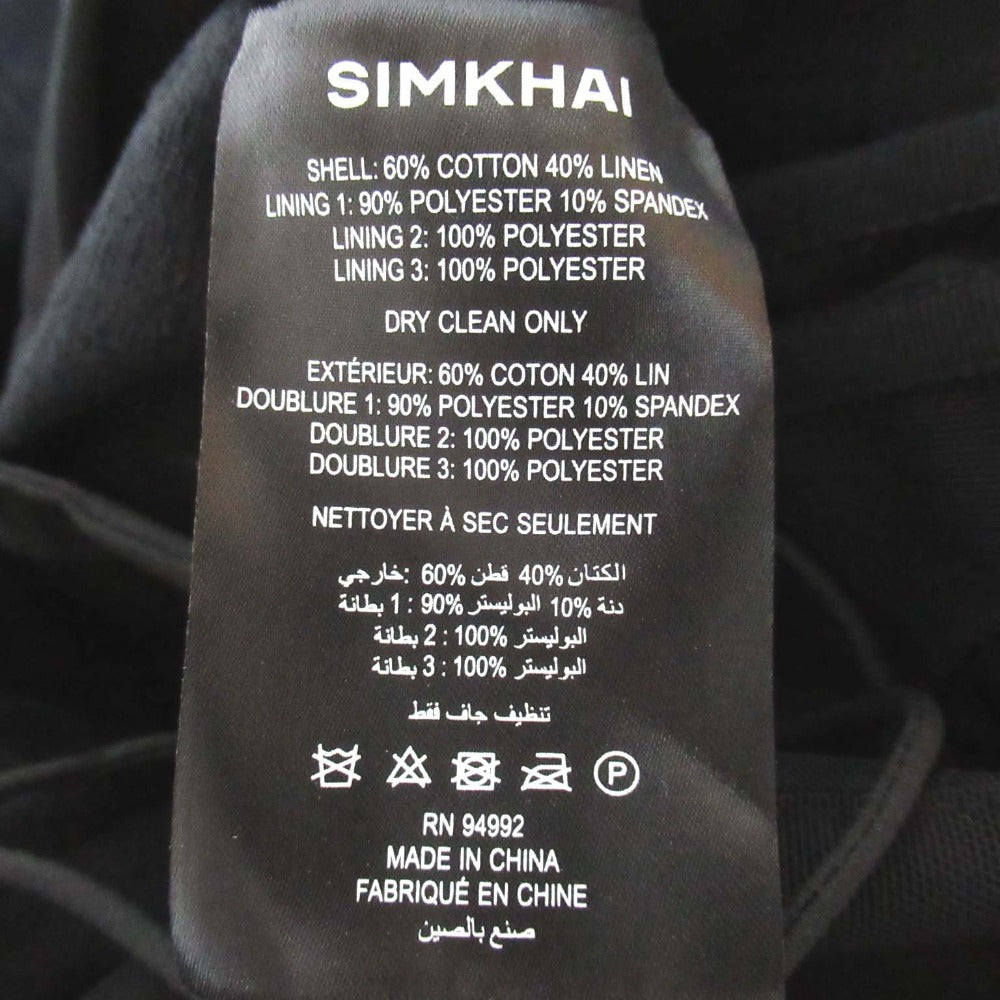 SIMKHAI
SHELL: 60% COTTON 40% LINEN
LINING 1: 90% POLYESTER 10% SPANDEX
LINING 2: 100% POLYESTER
LINING 3: 100% POLYESTER
DRY CLEAN ONLY
EXTÉRIEUR: 60% COTON 40% LIN
DOUBLURE 1: 90% POLYESTER 10% SPANDEX
DOUBLURE 2: 100% POLYESTER
DOUBLURE 3: 100% POLYESTER
NETTOYER À SEC SEULEMENT
الكتان %40 قطن %60 :خارجي
دنة %10 البوليستر %90 : 1 بطانة
البوليستر %100 : 2 بطانة
البوليستر %100 : 3 بطانة
تنظيف جاف فقط
P
RN 94992
MADE IN CHINA
FABRIQUÉ EN CHINE
صنع بالصين